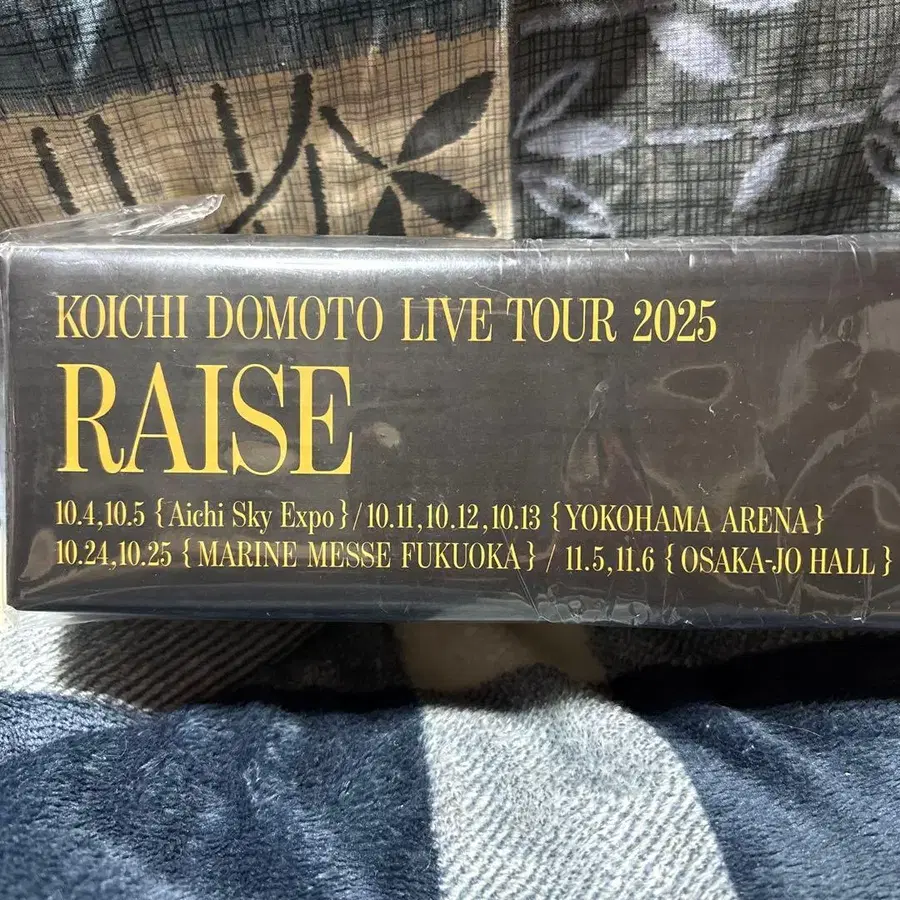 KOICHI DOMOTO LIVE TOUR 2025
RAISE
10.4,10.5 {Aichi Sky Expo}/10.11,10.12,10.13 {YOKOHAMA ARENA}
10.24,10.25 {MARINE MESSE FUKUOKA} / 11.5,11.6 {OSAKA-JO HALL}